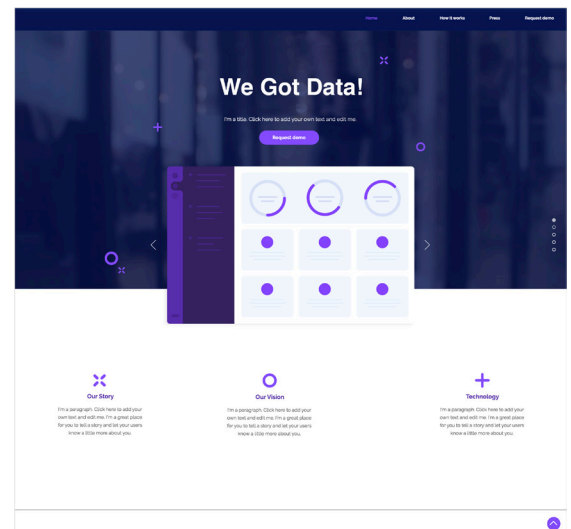 Home About How it works Press Request demo
We Got Data!
I'm a title. Click here to add your own text and edit me.
Request demo
Our Story
I'm a paragraph. Click here to add your
own text and edit me. I'm a great place
for you to tell a story and let your users
know a little more about you.
Our Vision
I'm a paragraph. Click here to add your
own text and edit me. I'm a great place
for you to tell a story and let your users
know a little more about you.
Technology
I'm a paragraph. Click here to add your
own text and edit me. I'm a great place
for you to tell a story and let your users
know a little more about you.